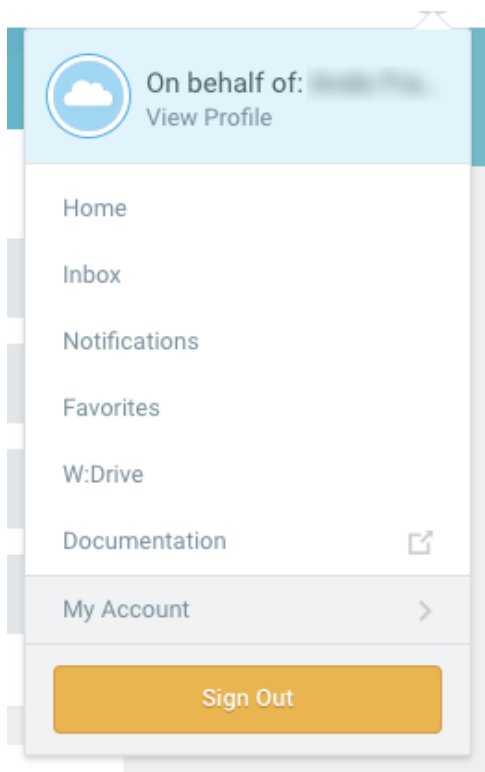 On behalf of:
View Profile
Home
Inbox
Notifications
Favorites
W:Drive
Documentation
My Account
Sign Out